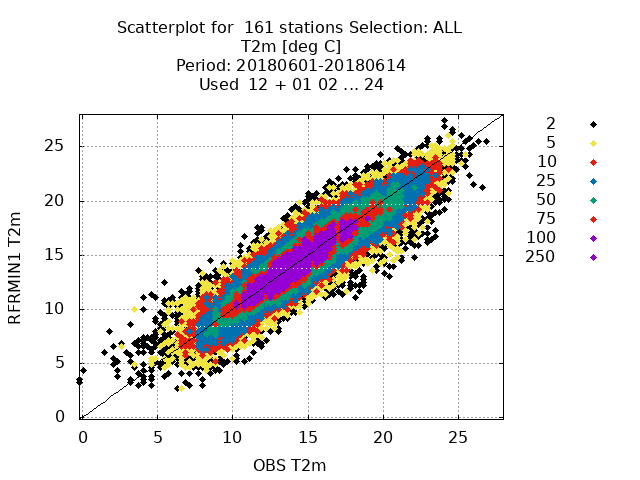 Scatterplot for  161 stations Selection: ALL
T2m [deg C]
Period: 20180601-20180614
Used  12 + 01 02 ... 24
2
5
10
25
50
75
100
250
RFRMIN1 T2m
25
20
15
10
5
0
0 5 10 15 20 25
OBS T2m